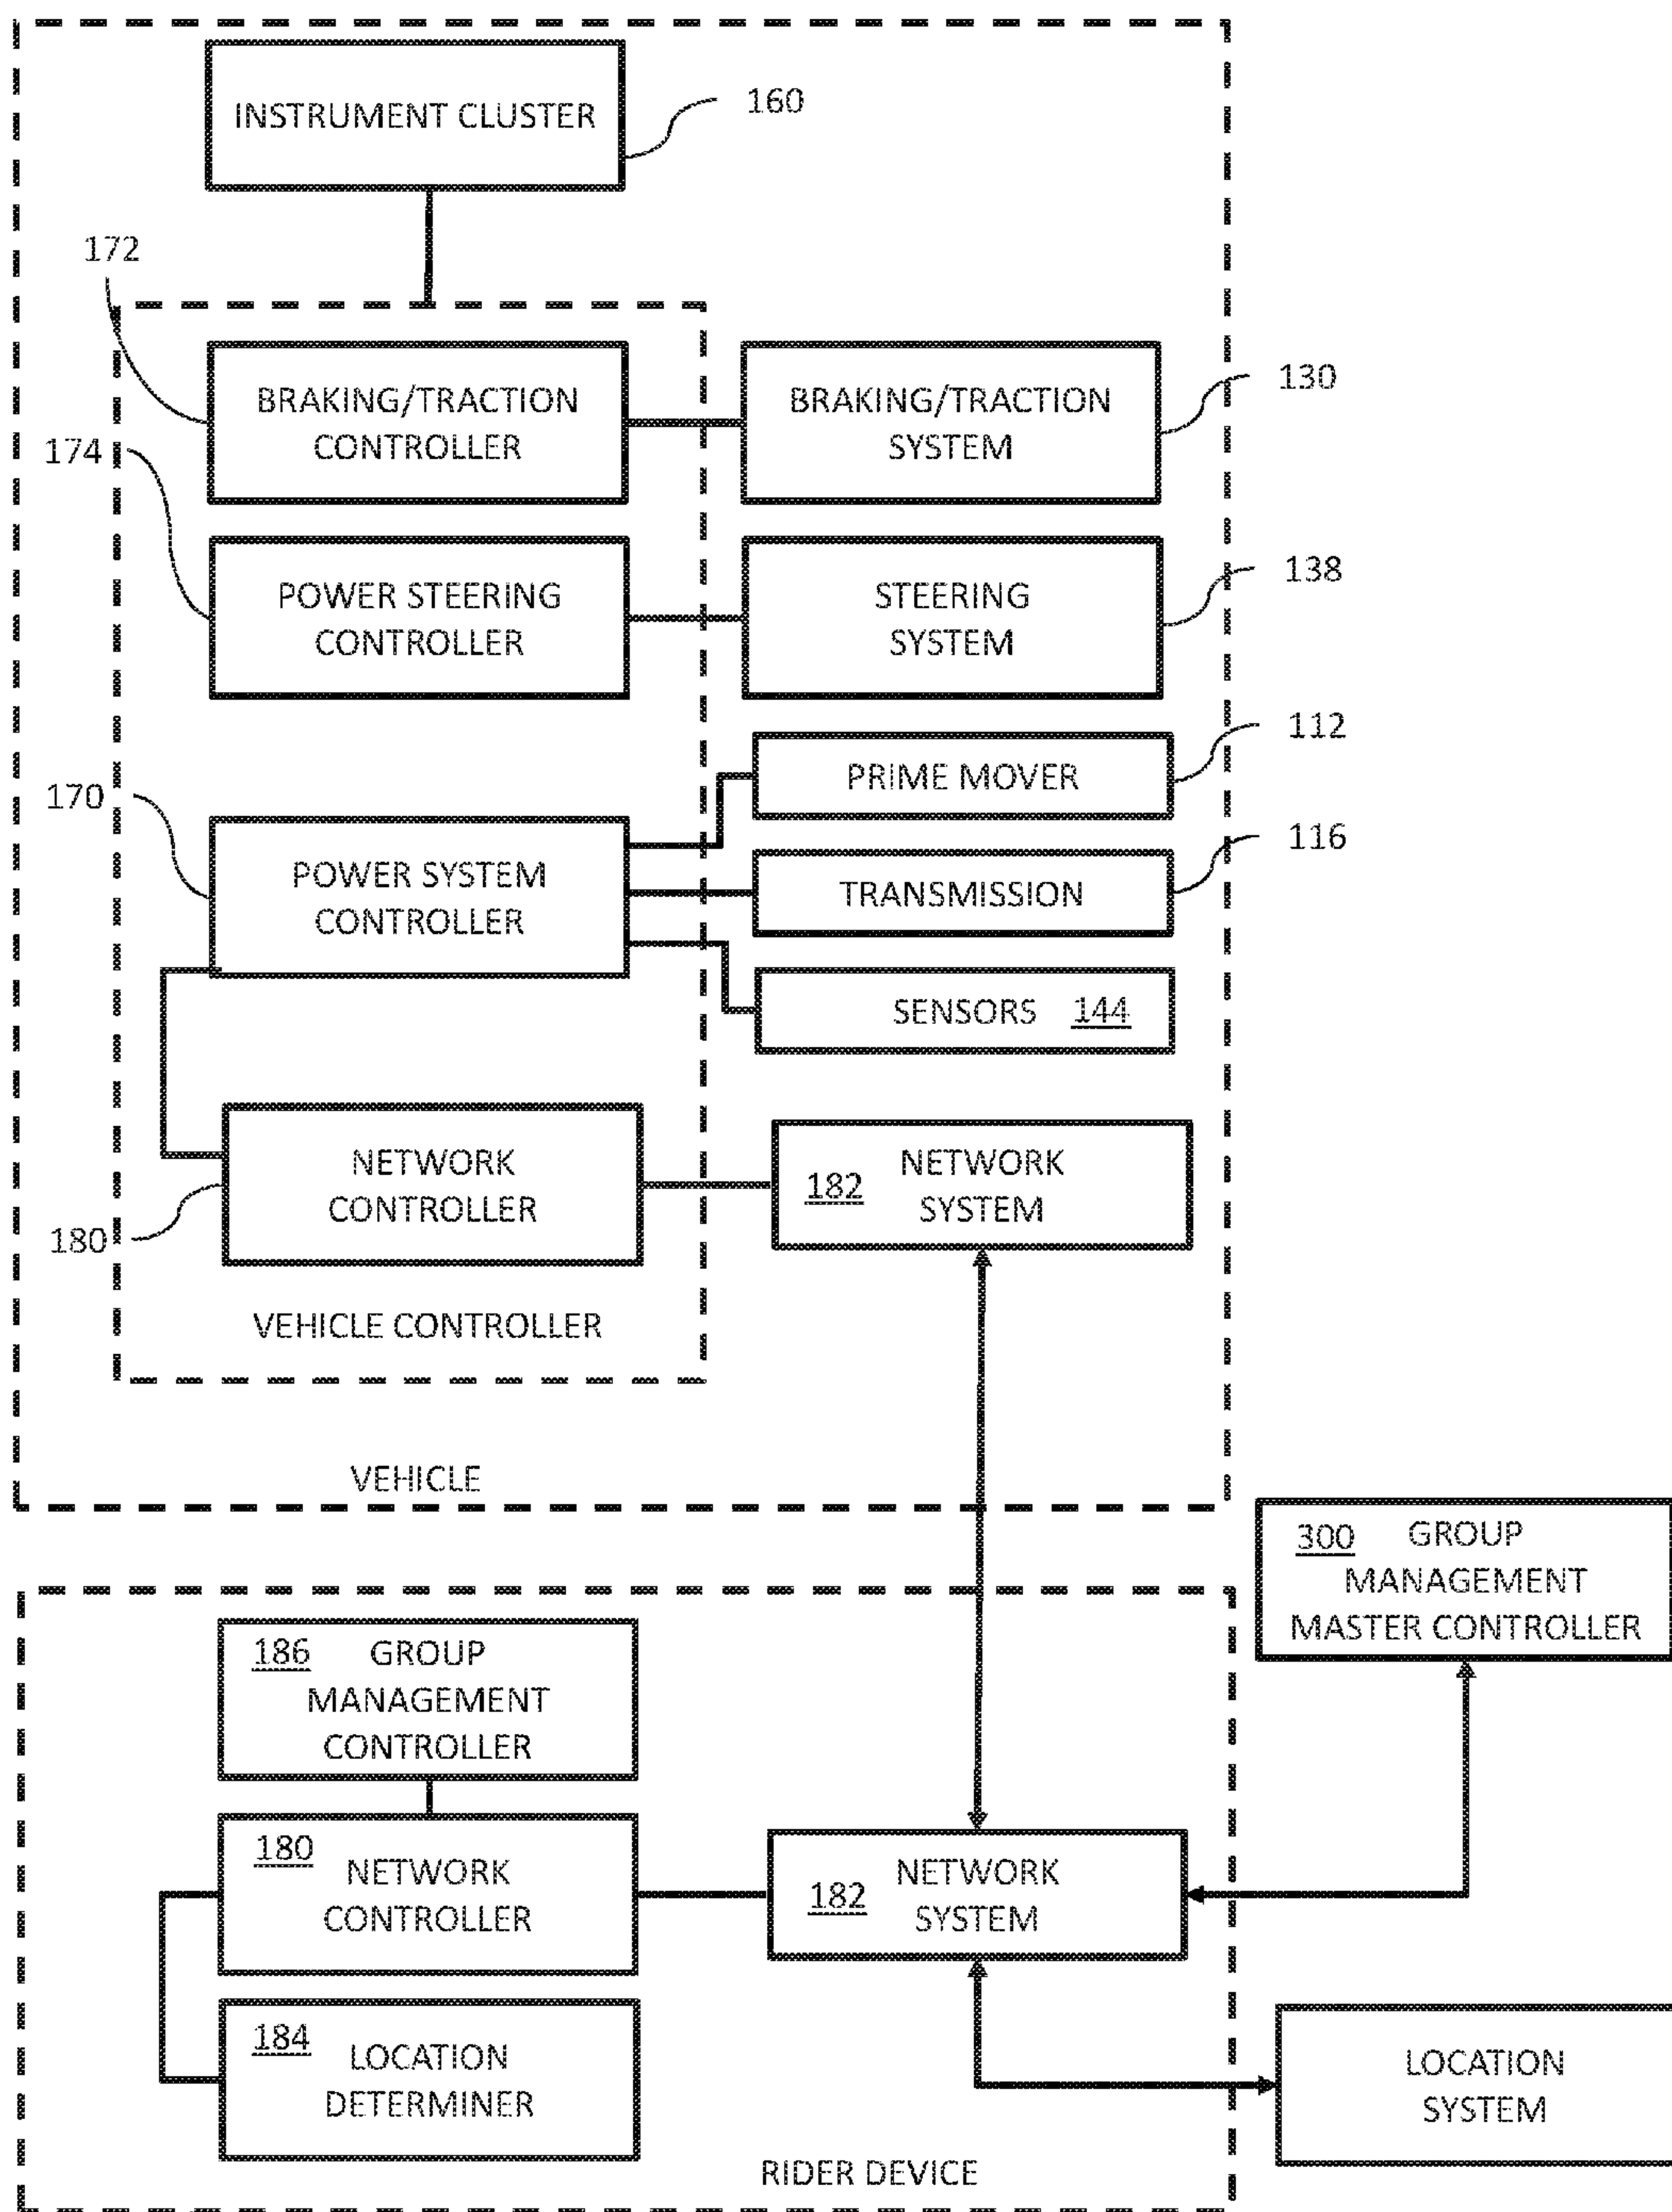 INSTRUMENT CLUSTER
160
172
BRAKING/TRACTION
CONTROLLER
BRAKING/TRACTION
SYSTEM
130
174
POWER STEERING
CONTROLLER
STEERING
SYSTEM
138
PRIME MOVER
112
170
POWER SYSTEM
CONTROLLER
TRANSMISSION
116
SENSORS 144
NETWORK
CONTROLLER
180
182 NETWORK
SYSTEM
VEHICLE CONTROLLER
VEHICLE
300 GROUP
MANAGEMENT
MASTER CONTROLLER
186 GROUP
MANAGEMENT
CONTROLLER
180 NETWORK
CONTROLLER
182 NETWORK
SYSTEM
184 LOCATION
DETERMINER
LOCATION
SYSTEM
RIDER DEVICE